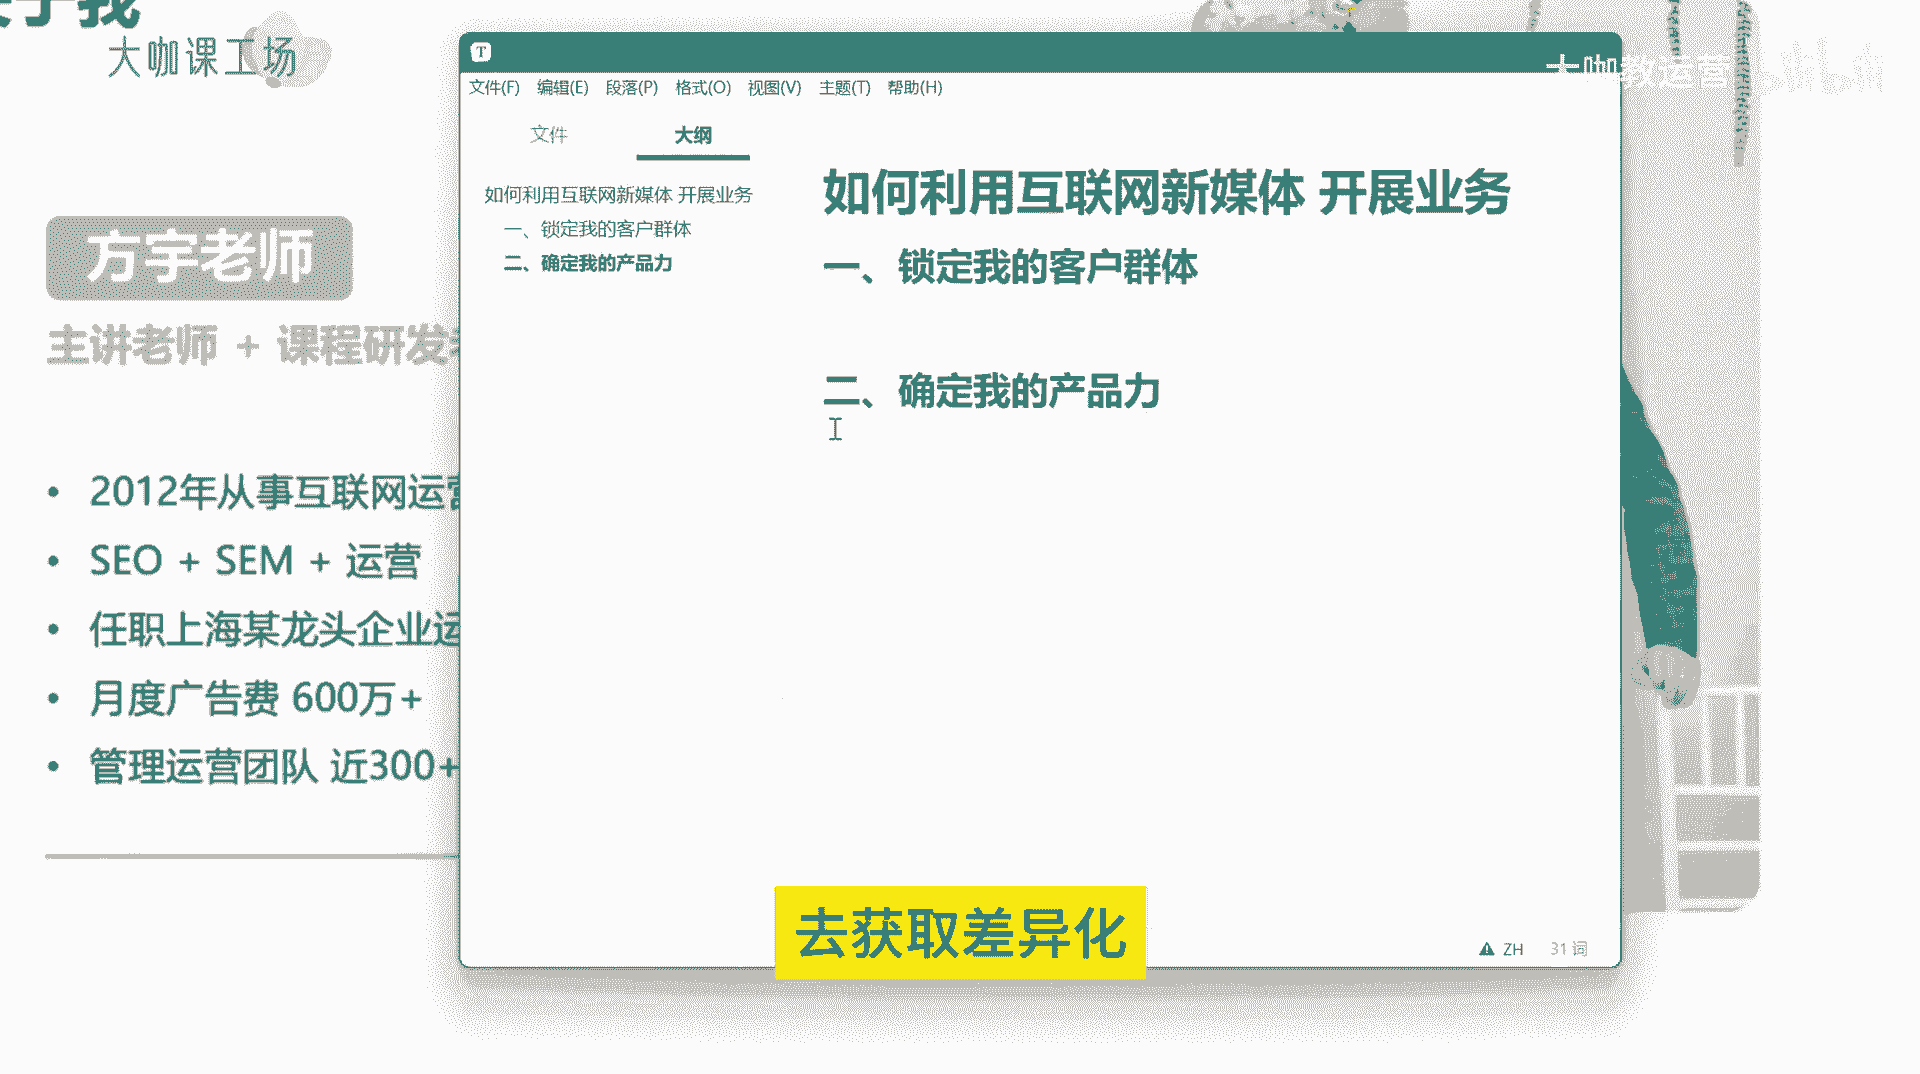 大咖课工场
方宇老师
主讲老师 + 课程研发
2012年从事互联网运营
SEO + SEM + 运营
任职上海某龙头企业运
月度广告费 600万+
管理运营团队 近300+
T
文件(F) 编辑(E) 段落(P) 格式(O) 视图(V) 主题(T) 帮助(H)
文件 大纲
如何利用互联网新媒体 开展业务
一、锁定我的客户群体
二、确定我的产品力
如何利用互联网新媒体 开展业务
一、锁定我的客户群体
二、确定我的产品力
去获取差异化
ZH 31 词
大咖教运营 bilibili